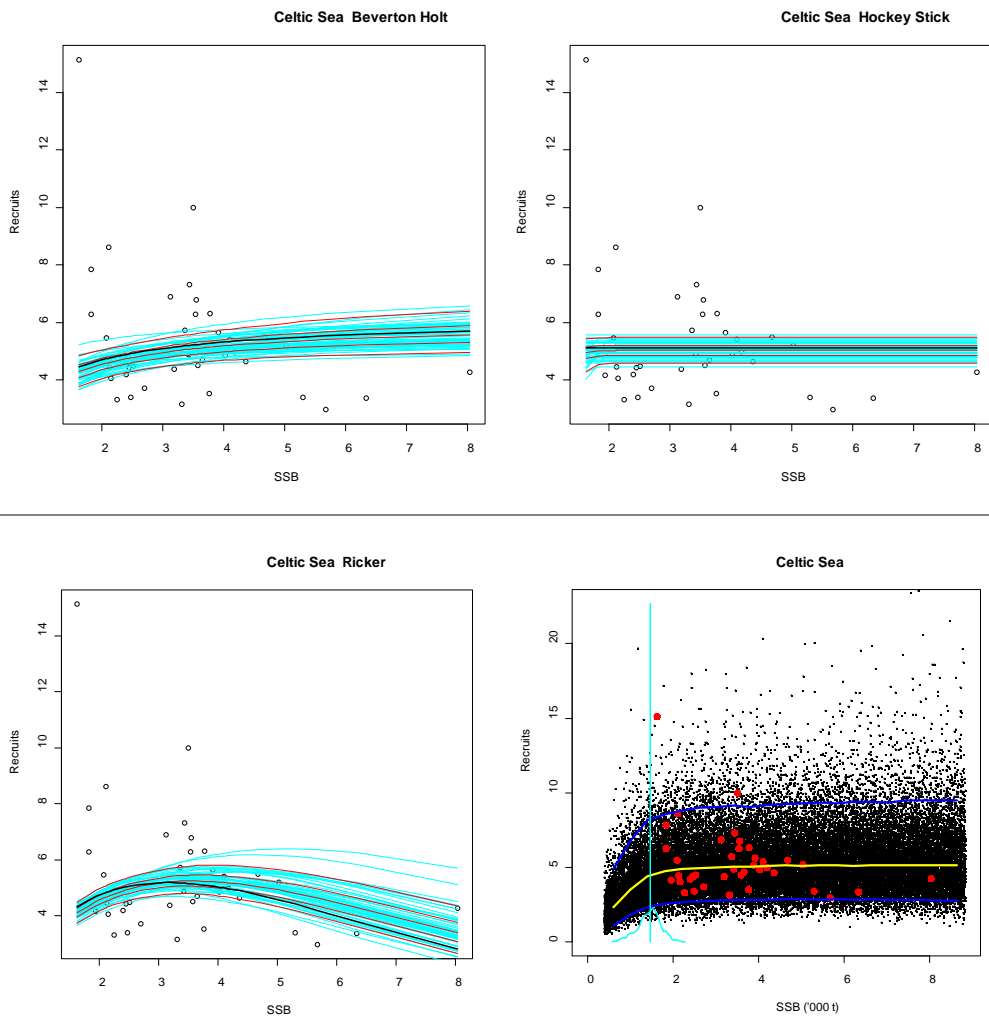 Celtic Sea Beverton Holt
14
12
10
8
6
4
Recruits
2 3 4 5 6 7 8
SSB
Celtic Sea Hockey Stick
14
12
10
8
6
4
Recruits
2 3 4 5 6 7 8
SSB
Celtic Sea Ricker
14
12
10
8
6
4
Recruits
2 3 4 5 6 7 8
SSB
Celtic Sea
20
15
10
5
0
Recruits
0 2 4 6 8
SSB ('000 t)